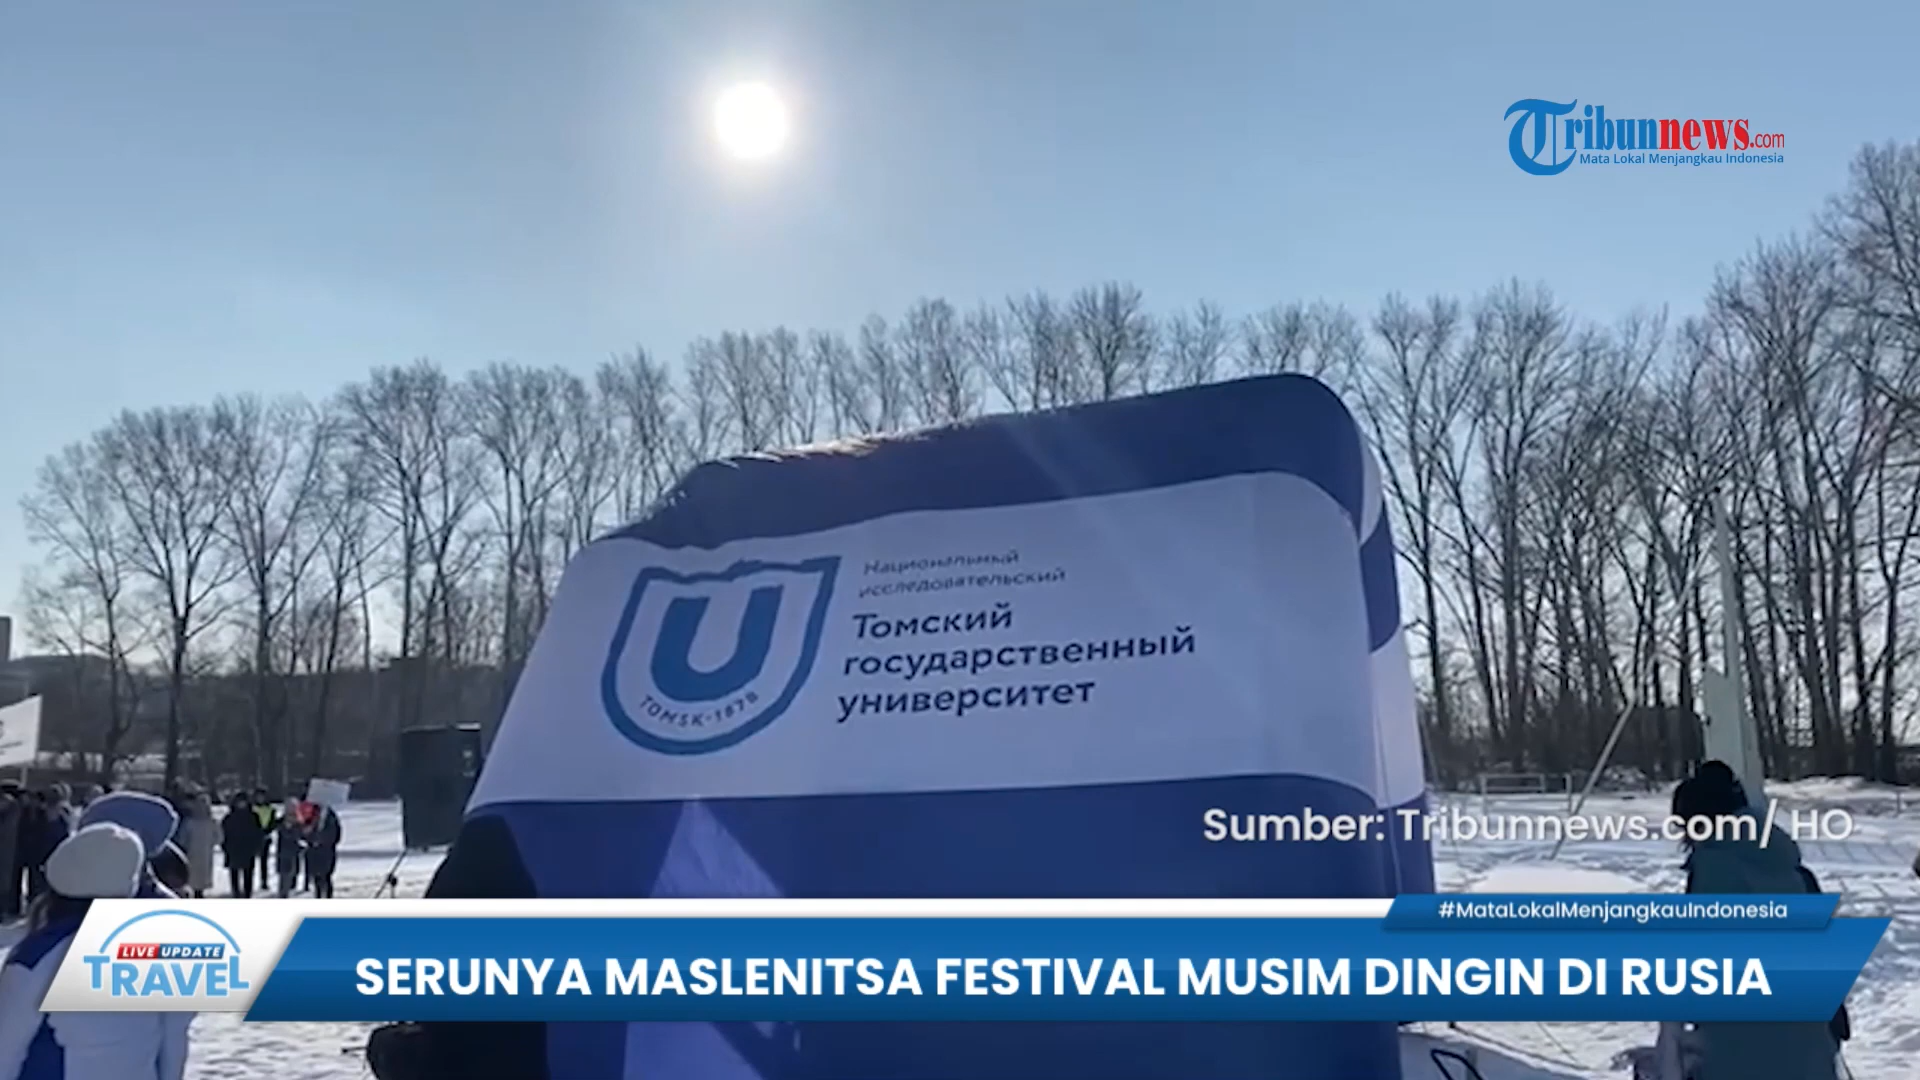 Tribunnews.com
Mata Lokal Menjangkau Indonesia
Национальный
исследовательский
Томский
государственный
университет
TOMSK-1878
Sumber: Tribunnews.com/ HO
#MataLokalMenjangkauIndonesia
LIVE UPDATE
TRAVEL
SERUNYA MASLENITSA FESTIVAL MUSIM DINGIN DI RUSIA